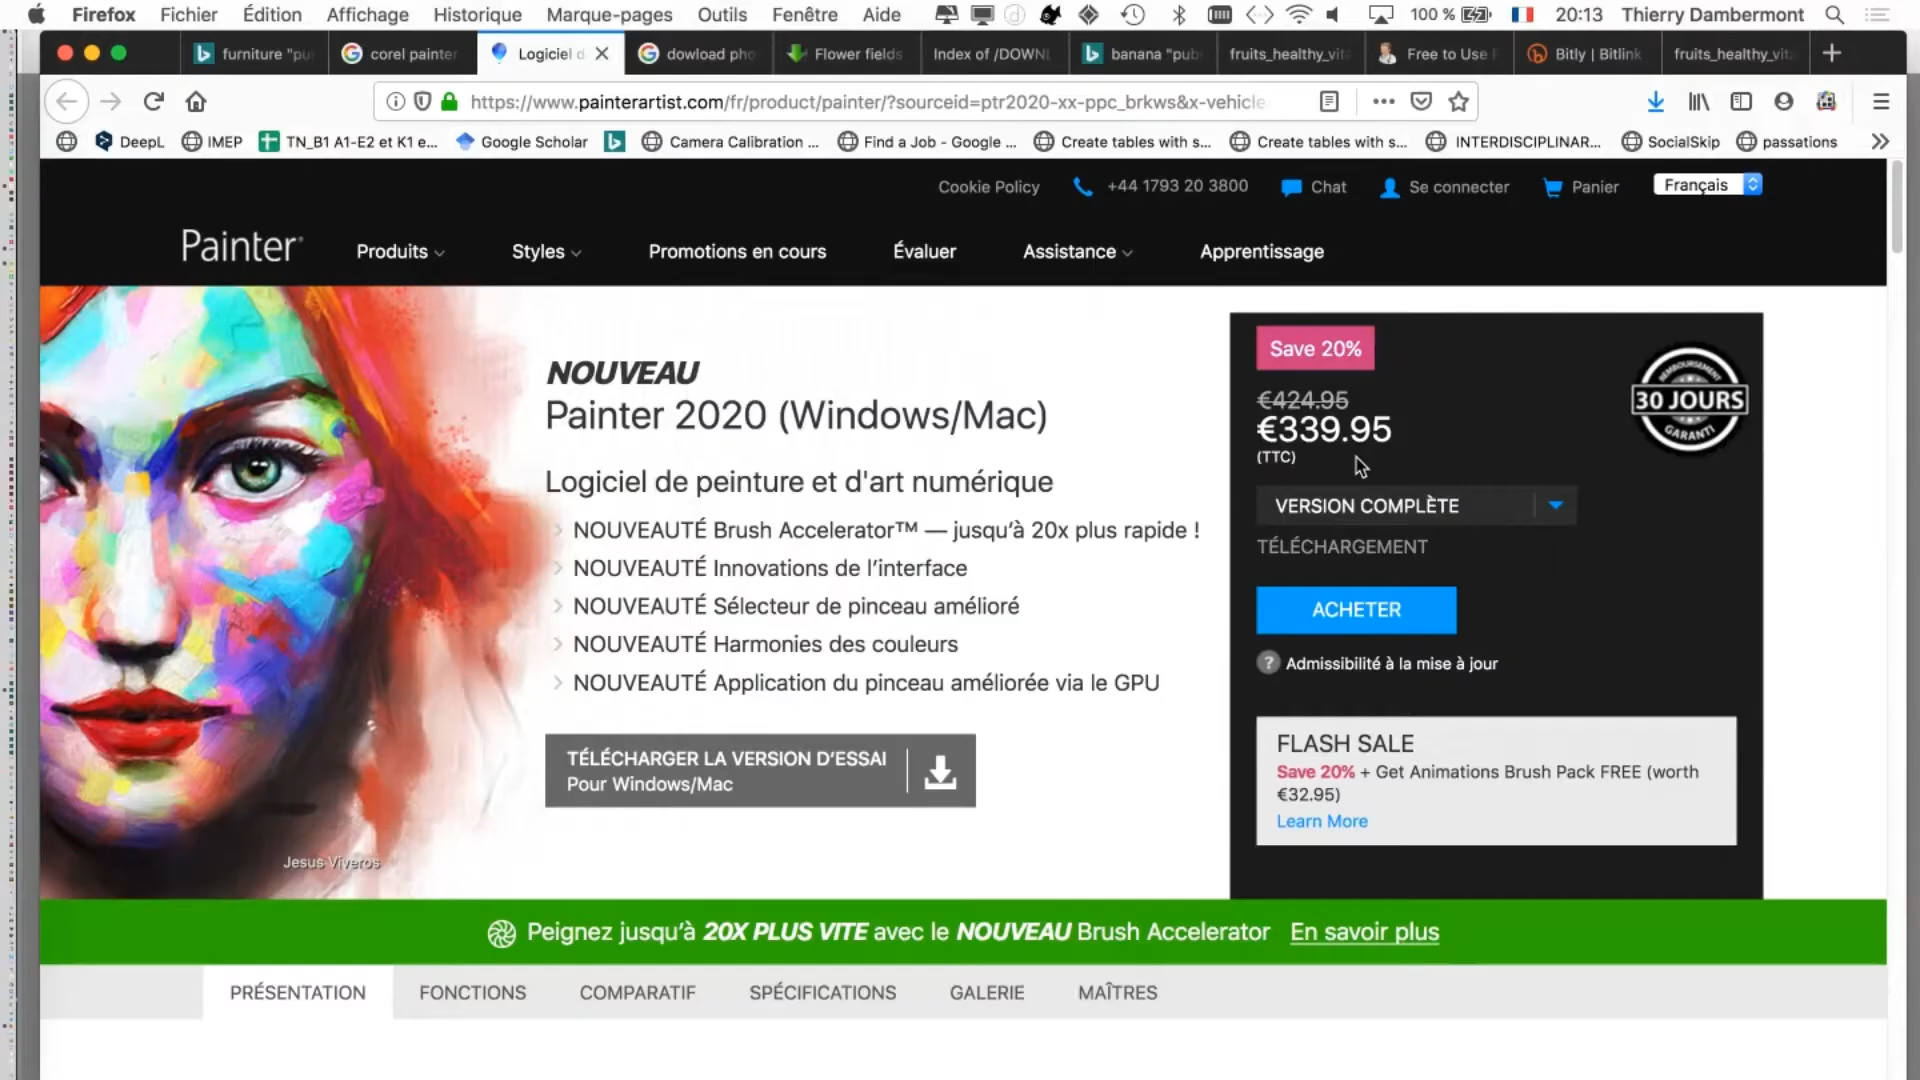 Firefox Fichier Édition Affichage Historique Marque-pages Outils Fenêtre Aide 100 % 20:13 Thierry Dambermont
furniture "pu corel painter Logiciel d dowload pho Flower fields Index of /DOWN banana "pub fruits_healthy_vit Free to Use Bitly | Bitlink fruits_healthy_vit
https://www.painterartist.com/fr/product/painter/?sourceid=ptr2020-xx-ppc_brkws&x-vehicle
DeepL IMEP TN_B1 A1-E2 et K1 e... Google Scholar Camera Calibration ... Find a Job - Google ... Create tables with s... Create tables with s... INTERDISCIPLINAR... SocialSkip passations
Cookie Policy +44 1793 20 3800 Chat Se connecter Panier Français
Painter Produits Styles Promotions en cours Évaluer Assistance Apprentissage
NOUVEAU
Painter 2020 (Windows/Mac)
Logiciel de peinture et d'art numérique
NOUVEAUTÉ Brush Accelerator™ — jusqu'à 20x plus rapide !
NOUVEAUTÉ Innovations de l'interface
NOUVEAUTÉ Sélecteur de pinceau amélioré
NOUVEAUTÉ Harmonies des couleurs
NOUVEAUTÉ Application du pinceau améliorée via le GPU
TÉLÉCHARGER LA VERSION D'ESSAI
Pour Windows/Mac
Jesus Viveros
Save 20%
€424.95
€339.95
(TTC)
REMBOURSEMENT
30 JOURS
GARANTI
VERSION COMPLÈTE
TÉLÉCHARGEMENT
ACHETER
? Admissibilité à la mise à jour
FLASH SALE
Save 20% + Get Animations Brush Pack FREE (worth
€32.95)
Learn More
Peignez jusqu'à 20X PLUS VITE avec le NOUVEAU Brush Accelerator En savoir plus
PRÉSENTATION FONCTIONS COMPARATIF SPÉCIFICATIONS GALERIE MAÎTRES